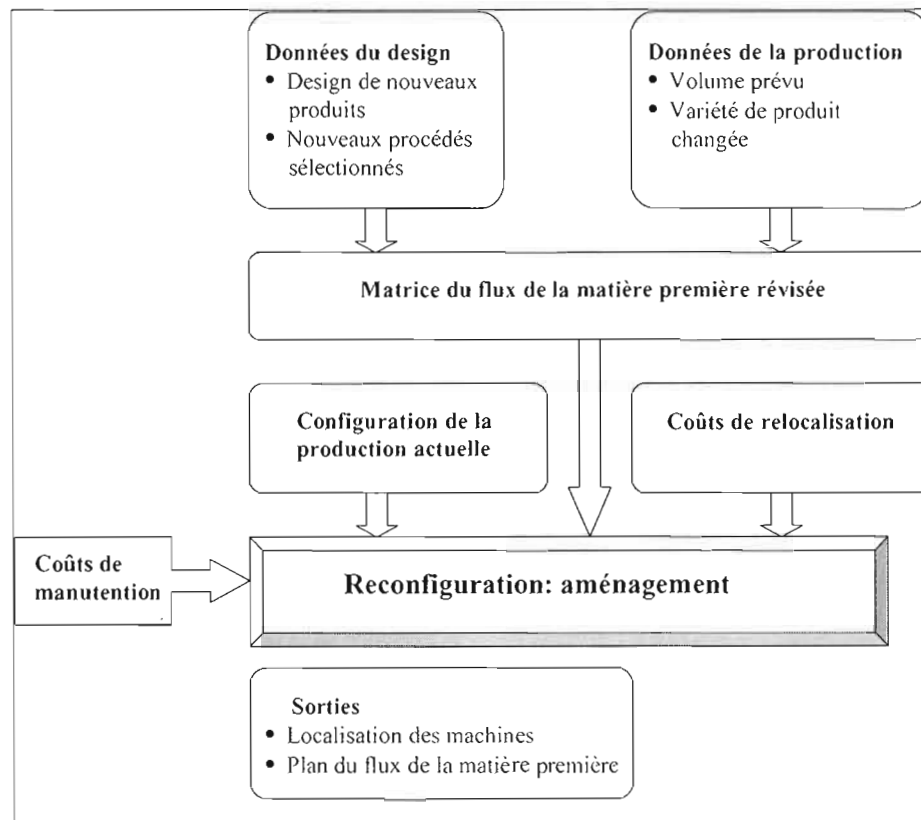 Données du design
• Design de nouveaux
produits
• Nouveaux procédés
sélectionnés
Données de la production
• Volume prévu
• Variété de produit
changée
Matrice du flux de la matière première révisée
Configuration de la
production actuelle
Coûts de relocalisation
Coûts de
manutention
Reconfiguration: aménagement
Sorties
• Localisation des machines
• Plan du flux de la matière première